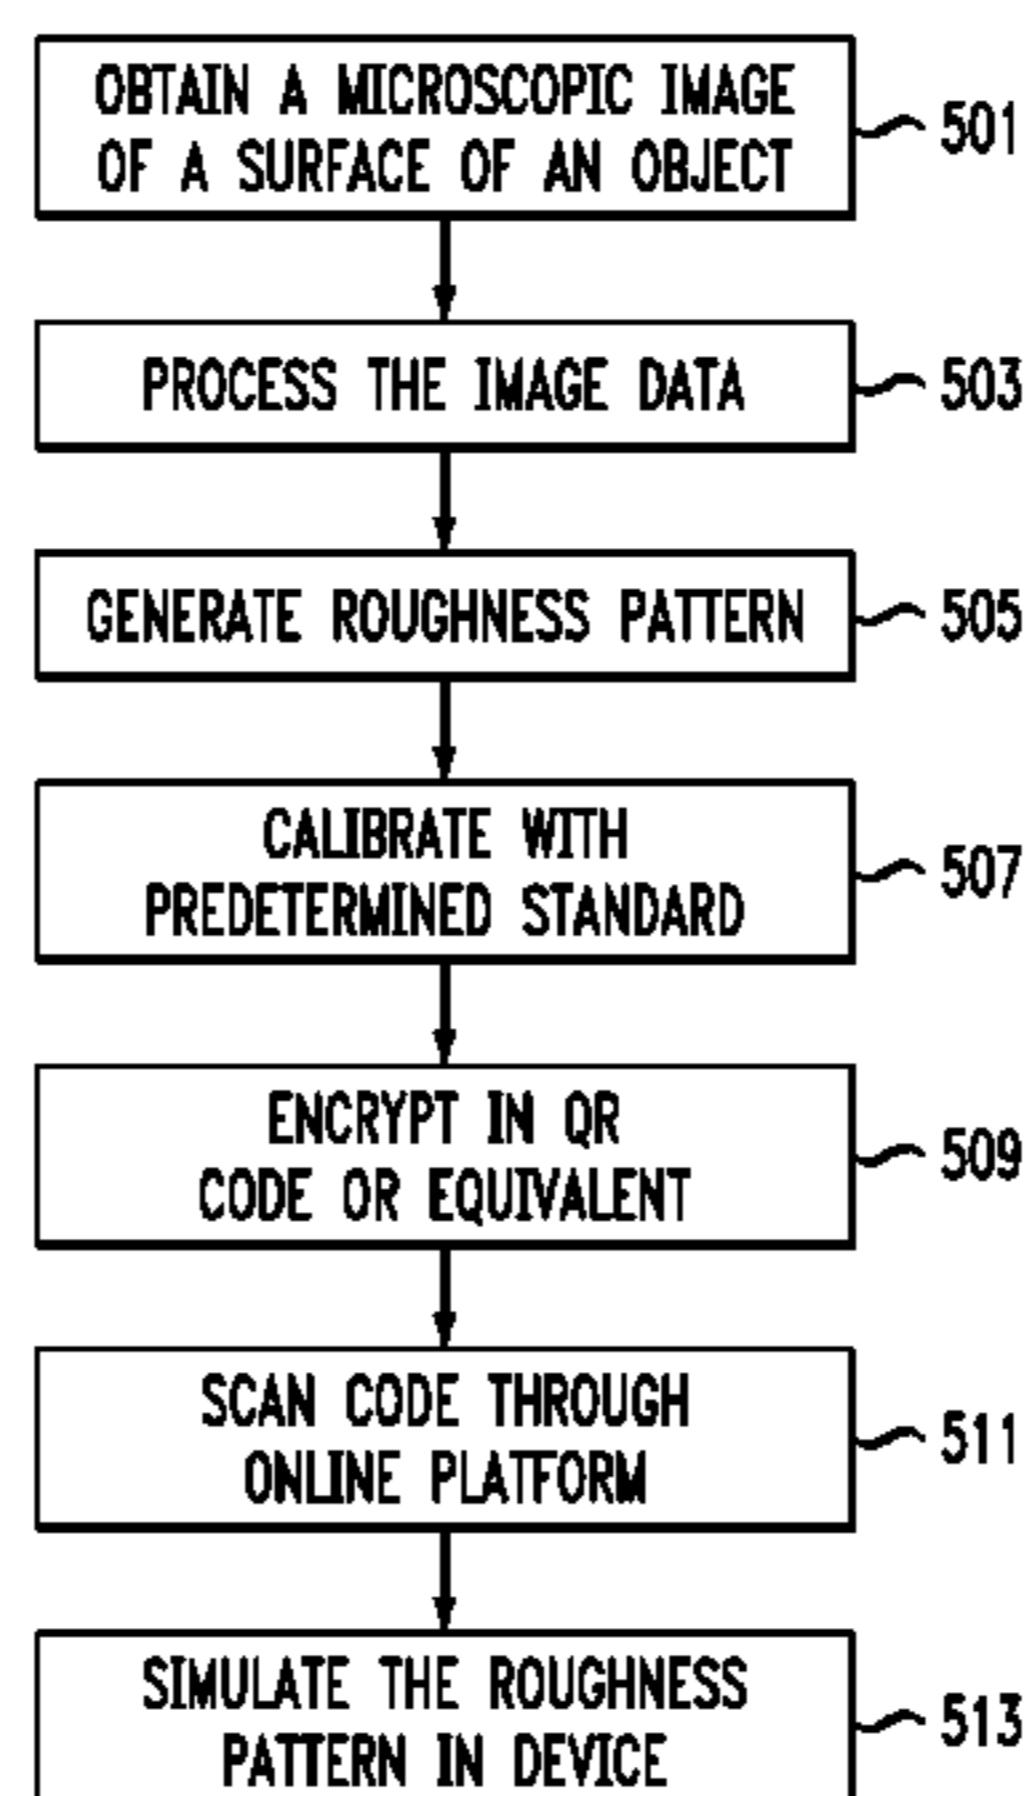 OBTAIN A MICROSCOPIC IMAGE
OF A SURFACE OF AN OBJECT
501
PROCESS THE IMAGE DATA
503
GENERATE ROUGHNESS PATTERN
505
CALIBRATE WITH
PREDETERMINED STANDARD
507
ENCRYPT IN QR
CODE OR EQUIVALENT
509
SCAN CODE THROUGH
ONLINE PLATFORM
511
SIMULATE THE ROUGHNESS
PATTERN IN DEVICE
513